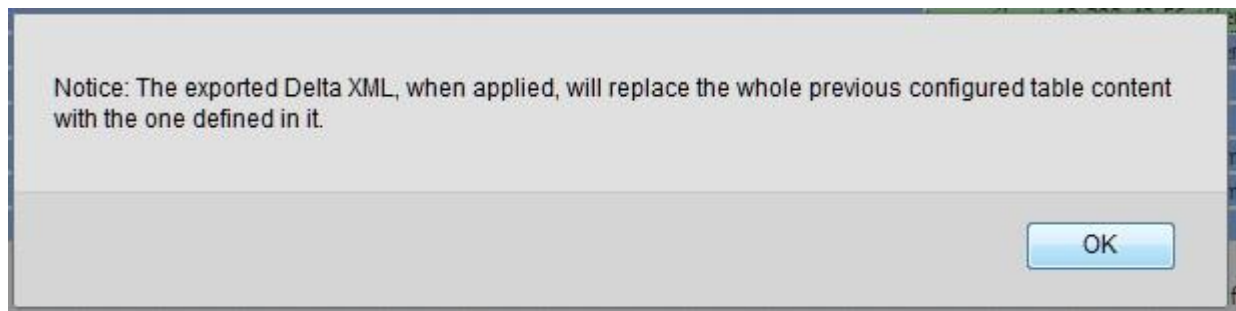 Notice: The exported Delta XML, when applied, will replace the whole previous configured table content
with the one defined in it.
OK